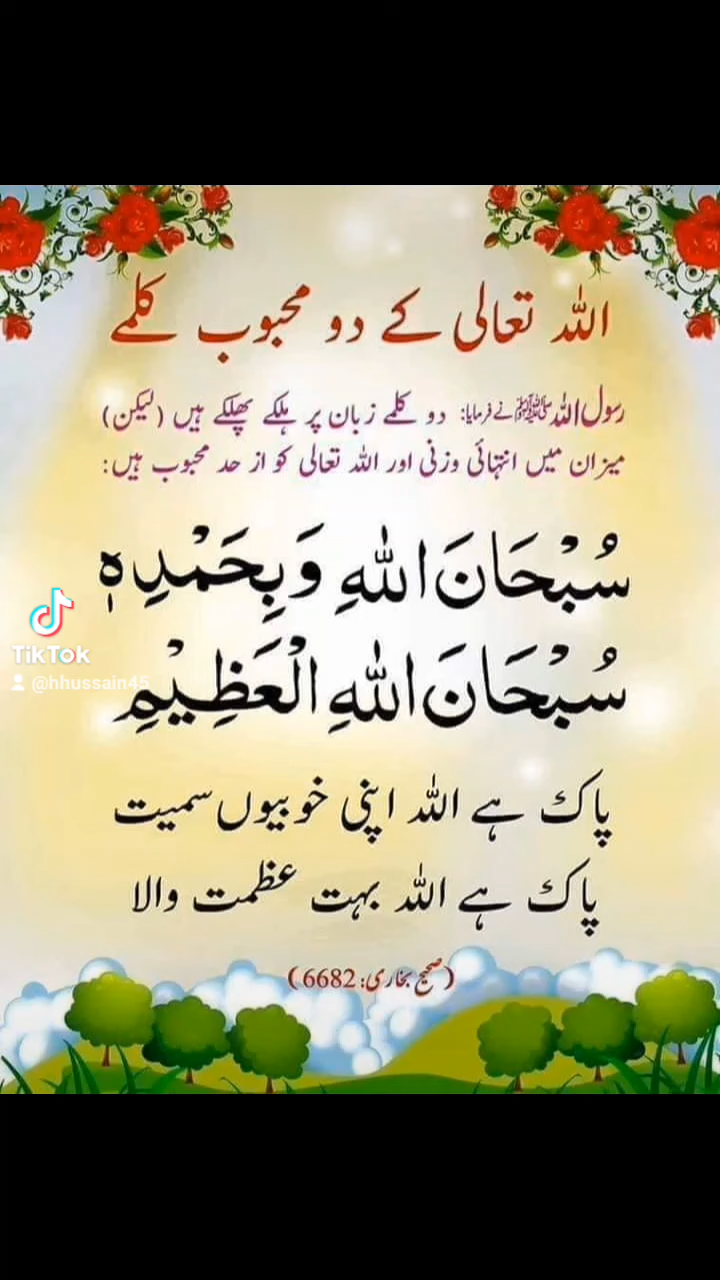 اللہ تعالی کے دو محبوب کلمے
رسول اللہ ﷺ نے فرمایا: دو کلمے زبان پر ہلکے پھلکے ہیں (لیکن)
میزان میں انتہائی وزنی اور اللہ تعالی کو از حد محبوب ہیں:
سُبْحَانَ اللهِ وَبِحَمْدِهٖ
سُبْحَانَ اللهِ الْعَظِيْمِ
TikTok
@hhussain45
پاک ہے اللہ اپنی خوبیوں سمیت
پاک ہے اللہ بہت عظمت والا
(صحیح بخاری: 6682)